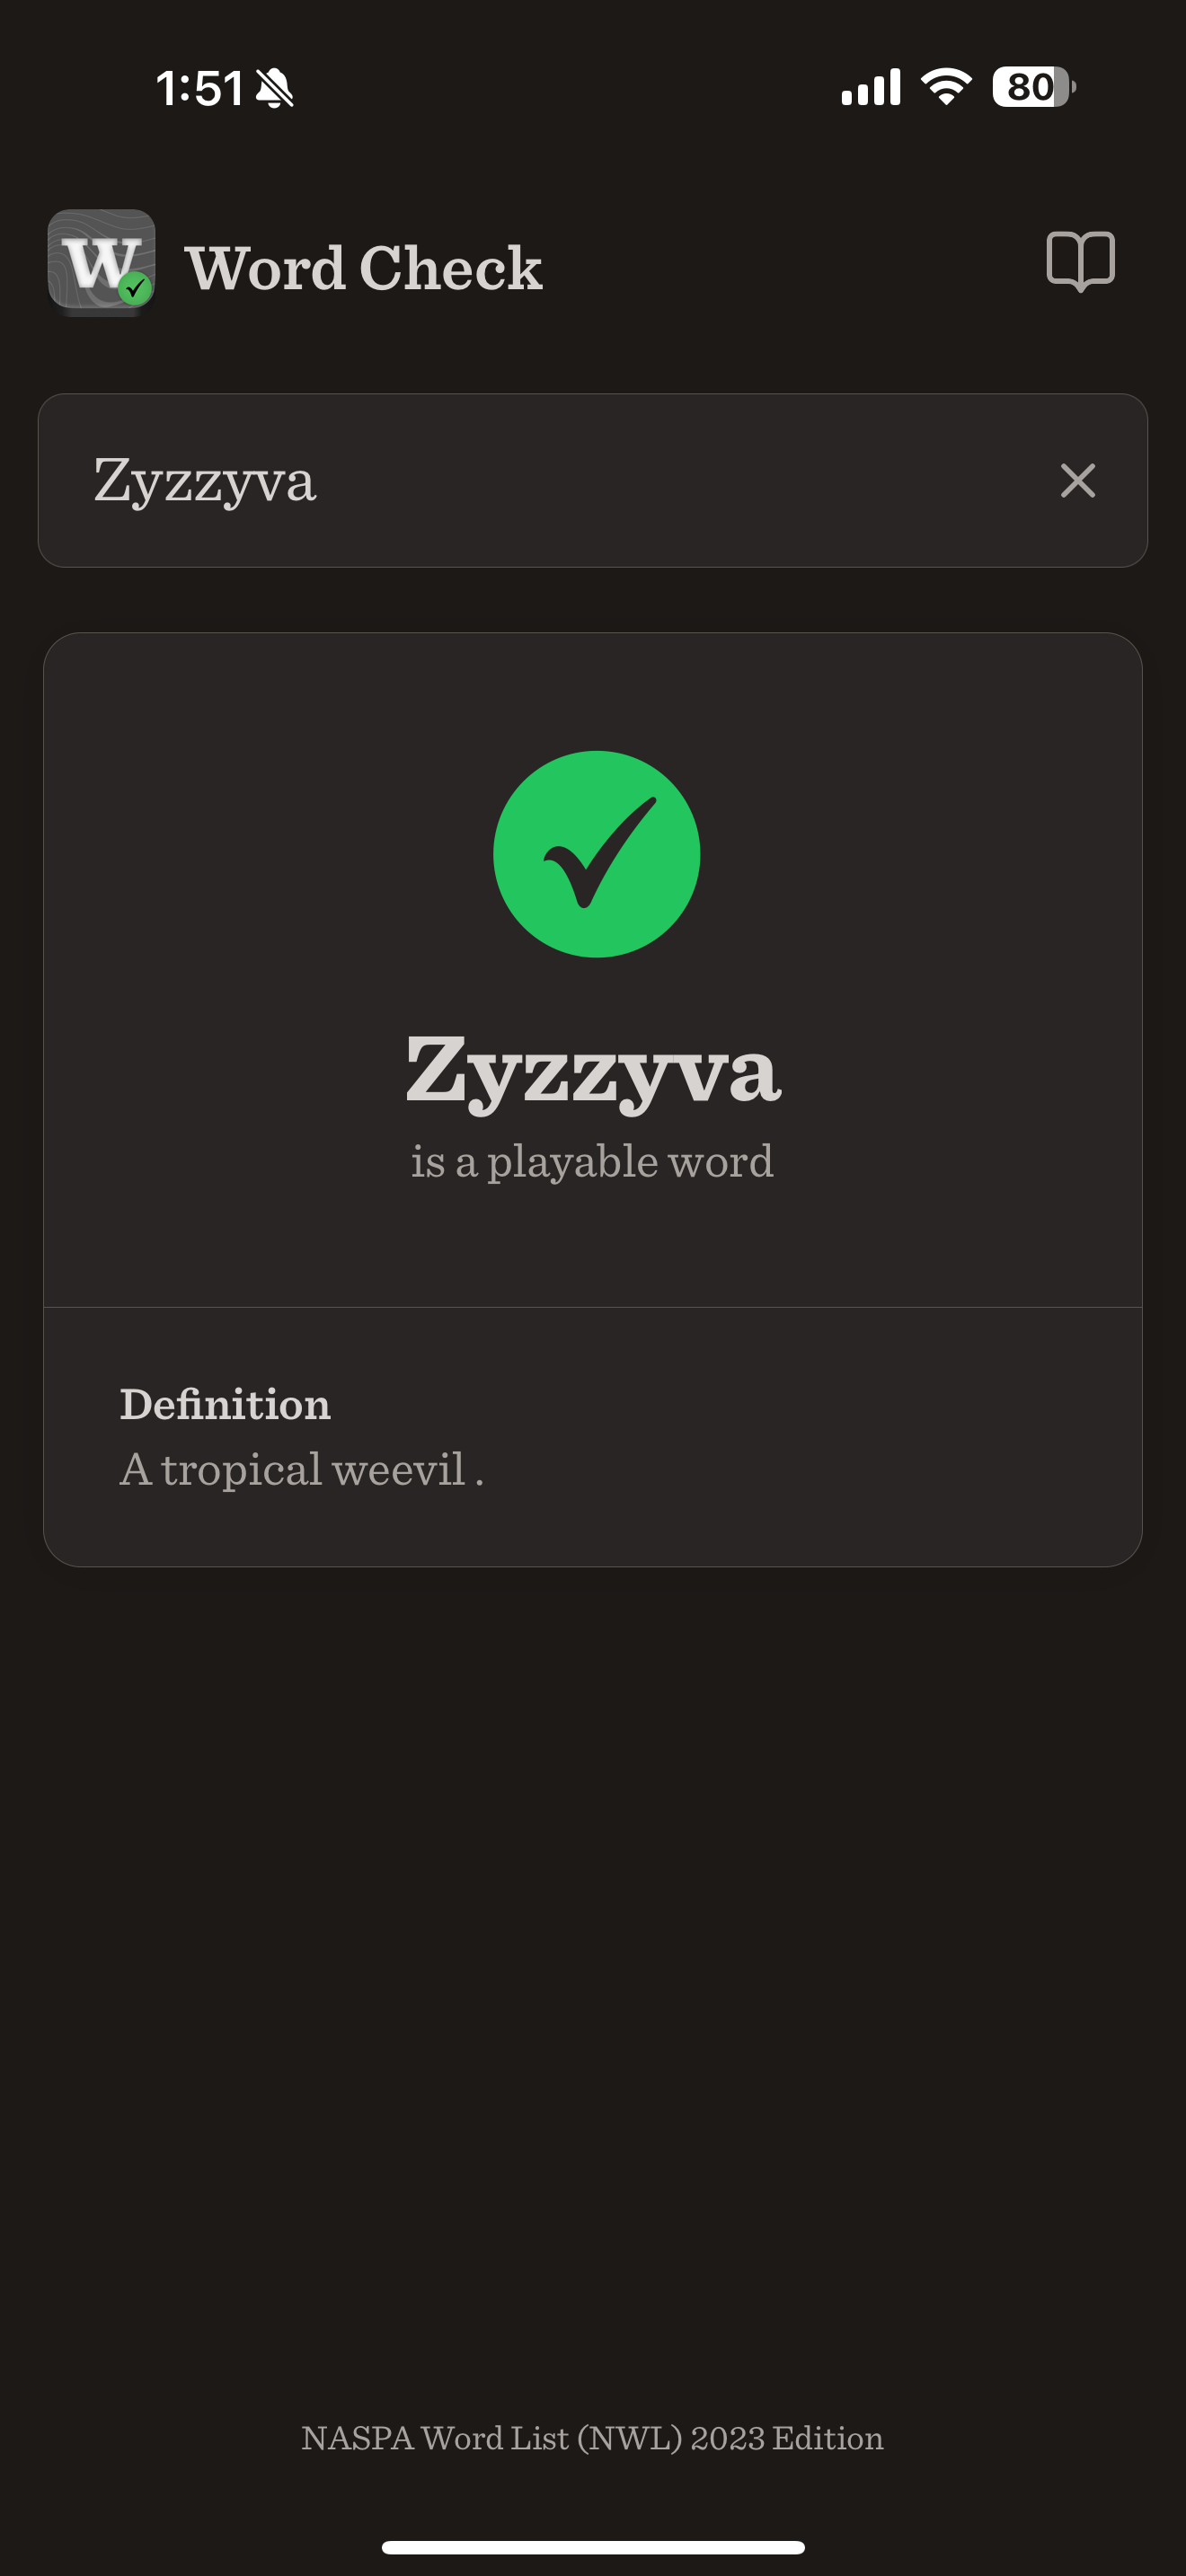 1:51
80
W
Word Check
Zyzzyva
Zyzzyva
is a playable word
Definition
A tropical weevil .
NASPA Word List (NWL) 2023 Edition